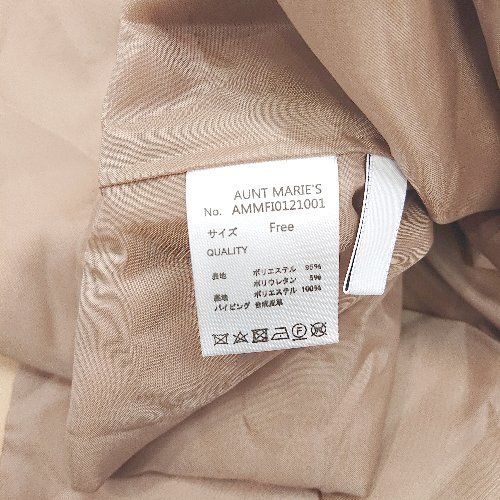 AUNT MARIE'S
No. AMMFI0121001
サイズ Free
QUALITY
表地 ポリエステル 95%
ポリウレタン 5%
裏地 ポリエステル 100%
パイピング 合成皮革